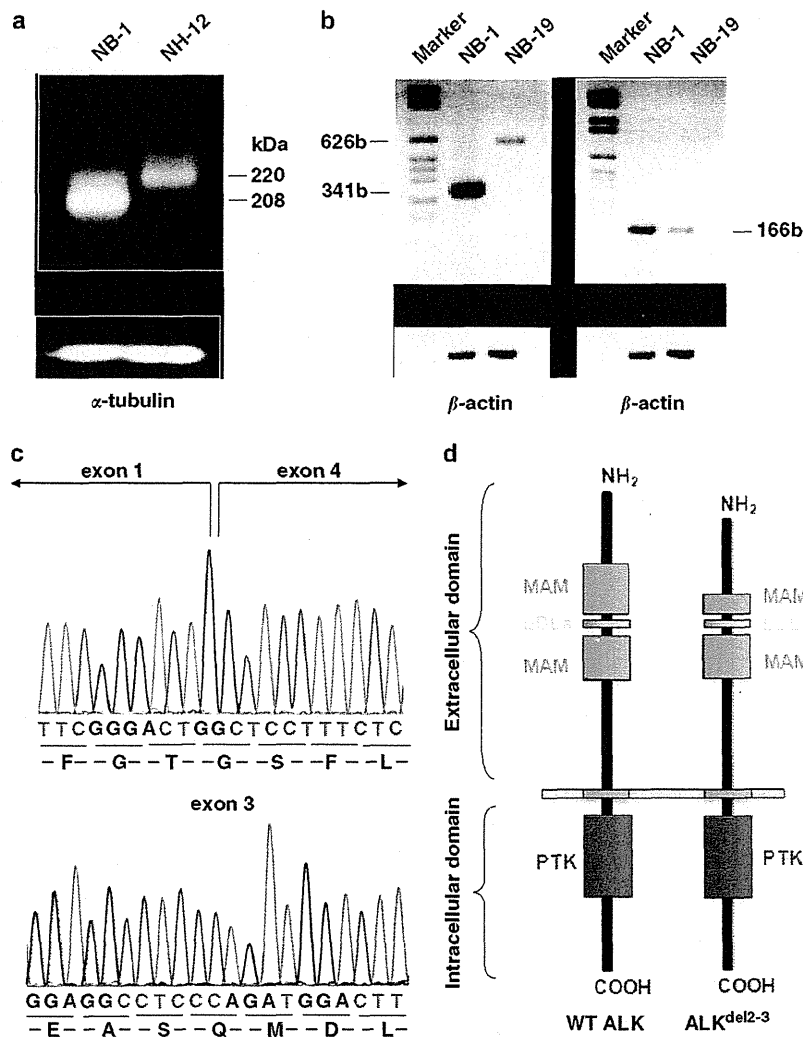 a
NB-1 NH-12
kDa
220
208
α-tubulin
b
Marker NB-1 NB-19 Marker NB-1 NB-19
626b
341b
166b
β-actin β-actin
c
exon 1 exon 4
T T C G G G A C T G G C T C C T T T C T C
–F– –G– –T– –G– –S– –F– –L–
exon 3
G G A G G C C T C C C A G A T G G A C T T
–E– –A– –S– –Q– –M– –D– –L–
d
Extracellular domain
Intracellular domain
NH2 NH2
MAM MAM
MAM MAM
PTK PTK
COOH COOH
WT ALK ALKdel2-3